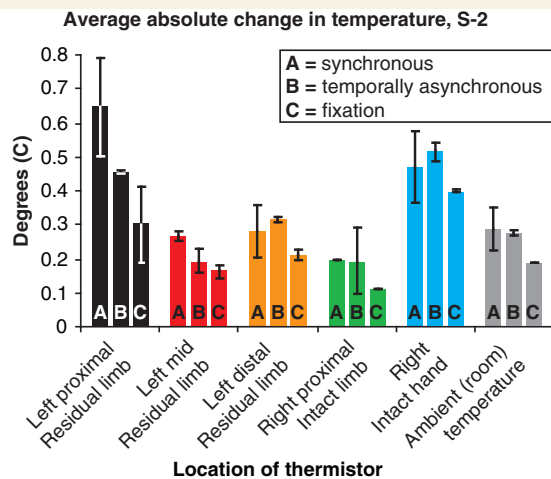 Average absolute change in temperature, S-2
A = synchronous
B = temporally asynchronous
C = fixation
Degrees (C)
0.8
0.7
0.6
0.5
0.4
0.3
0.2
0.1
0
A B C
A B C
A B C
A B C
A B C
A B C
Left proximal
Residual limb
Left mid
Residual limb
Left distal
Residual limb
Right proximal
Intact limb
Right
Intact hand
Ambient (room)
temperature
Location of thermistor